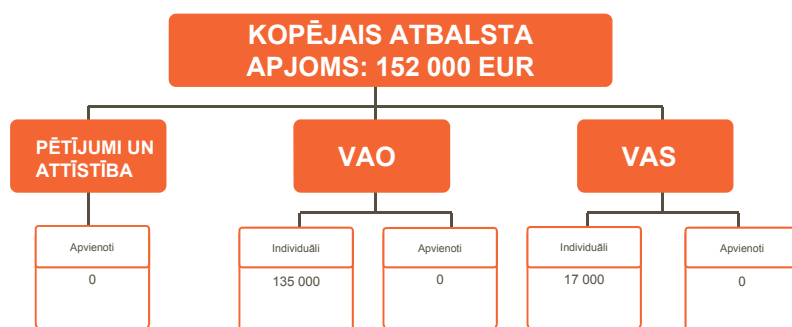 KOPĒJAIS ATBALSTA
APJOMS: 152 000 EUR
PĒTĪJUMI UN
ATTĪSTĪBA
VAO
VAS
Apvienoti
0
Individuāli
135 000
Apvienoti
0
Individuāli
17 000
Apvienoti
0